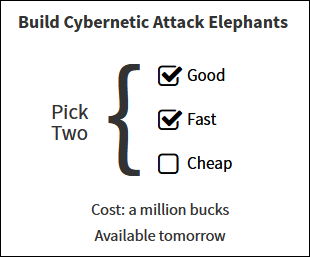 Build Cybernetic Attack Elephants
Pick
Two
Good
Fast
Cheap
Cost: a million bucks
Available tomorrow